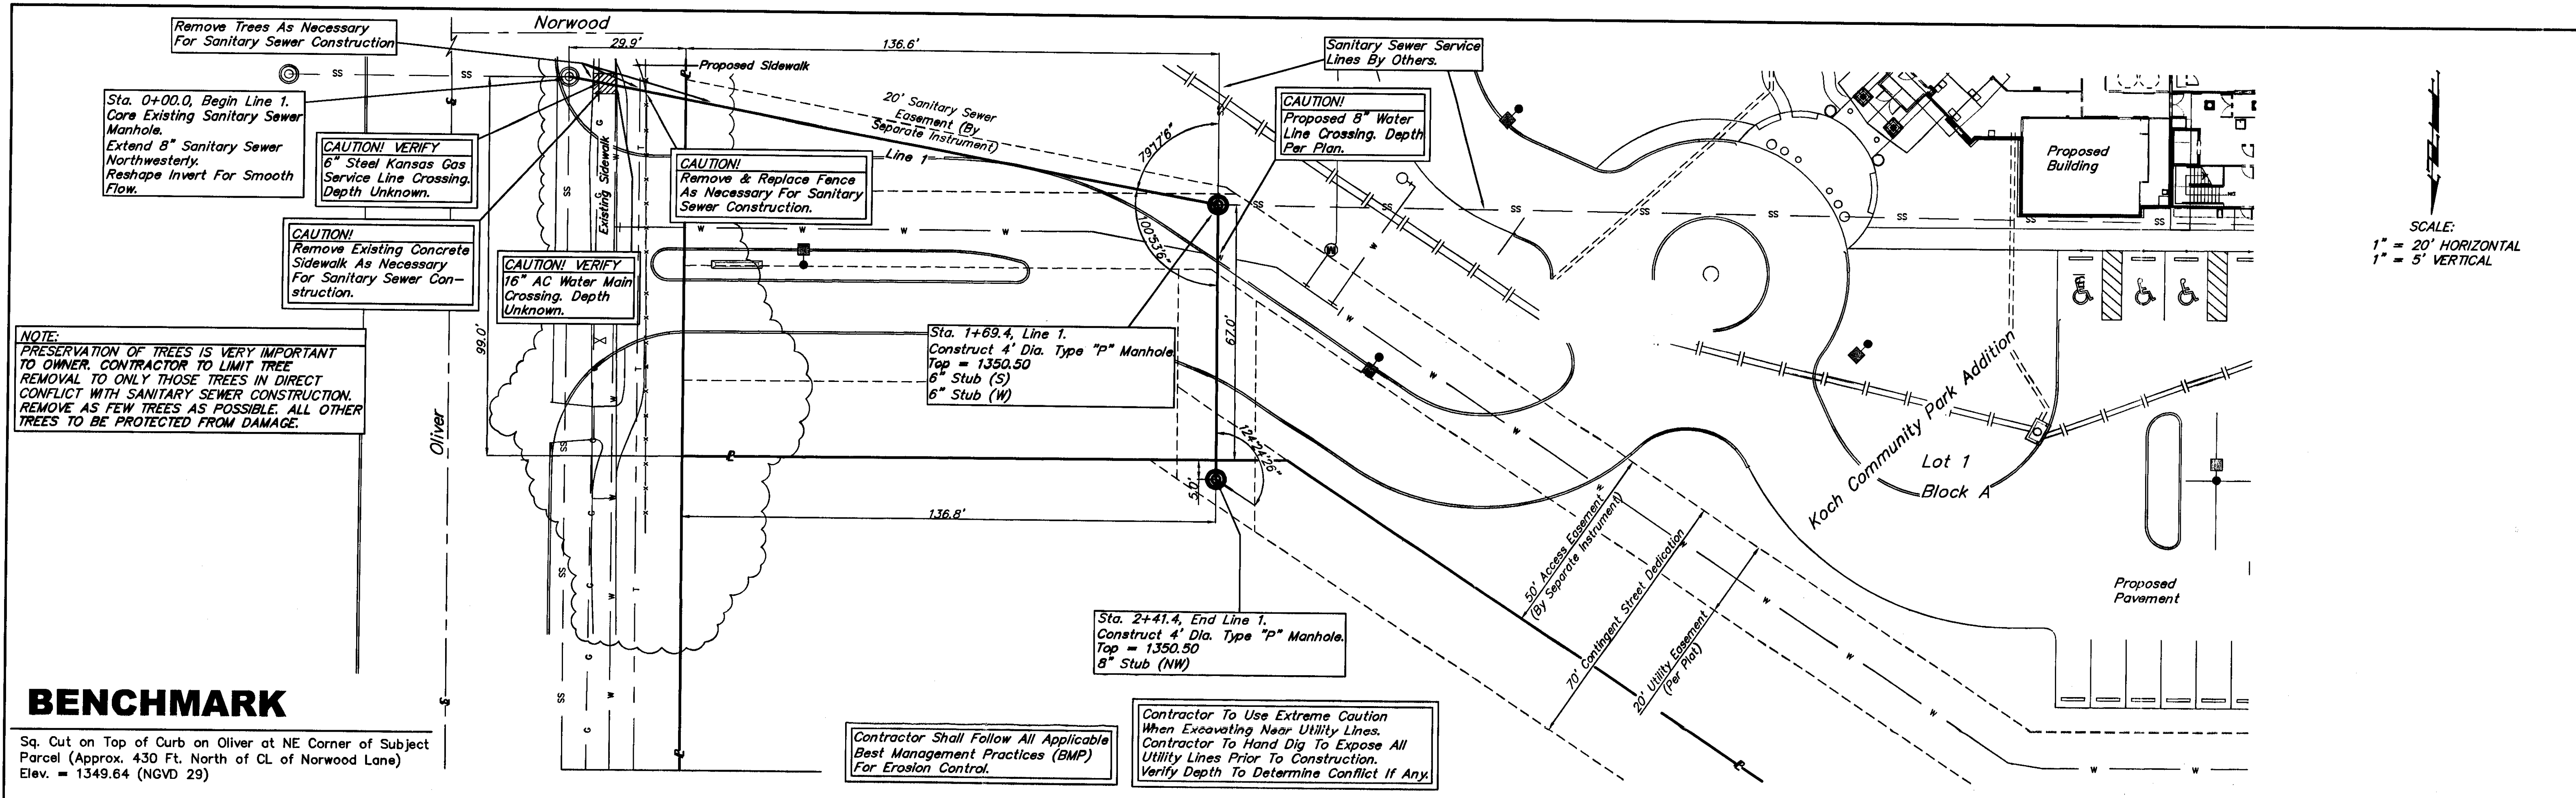 Norwood
Remove Trees As Necessary
For Sanitary Sewer Construction
29.9'
136.6'
Proposed Sidewalk
Sanitary Sewer Service
Lines By Others.
SS
SS
SS
Sta. 0+00.0, Begin Line 1.
Core Existing Sanitary Sewer
Manhole.
Extend 8" Sanitary Sewer
Northwesterly.
Reshape Invert For Smooth
Flow.
CAUTION! VERIFY
6" Steel Kansas Gas
Service Line Crossing.
Depth Unknown.
20' Sanitary Sewer
Easement (By
Separate Instrument)
Line 1
CAUTION!
Proposed 8" Water
Line Crossing. Depth
Per Plan.
79°17'6"
100°53'6"
CAUTION!
Remove & Replace Fence
As Necessary For Sanitary
Sewer Construction.
Existing Sidewalk
CAUTION!
Remove Existing Concrete
Sidewalk As Necessary
For Sanitary Sewer Con-
struction.
CAUTION! VERIFY
16" AC Water Main
Crossing. Depth
Unknown.
Proposed
Building
SCALE:
1" = 20' HORIZONTAL
1" = 5' VERTICAL
NOTE:
PRESERVATION OF TREES IS VERY IMPORTANT
TO OWNER. CONTRACTOR TO LIMIT TREE
REMOVAL TO ONLY THOSE TREES IN DIRECT
CONFLICT WITH SANITARY SEWER CONSTRUCTION.
REMOVE AS FEW TREES AS POSSIBLE. ALL OTHER
TREES TO BE PROTECTED FROM DAMAGE.
99.0'
Oliver
Sta. 1+69.4, Line 1.
Construct 4' Dia. Type "P" Manhole
Top = 1350.50
6" Stub (S)
6" Stub (W)
67.0'
124°24'26"
5.0'
136.8'
Koch Community Park Addition
Lot 1
Block A
50' Access Easement
(By Separate Instrument)
70' Contingent Street Dedication
20' Utility Easement
(Per Plat)
Proposed
Pavement
Sta. 2+41.4, End Line 1.
Construct 4' Dia. Type "P" Manhole.
Top = 1350.50
8" Stub (NW)
BENCHMARK
Sq. Cut on Top of Curb on Oliver at NE Corner of Subject
Parcel (Approx. 430 Ft. North of CL of Norwood Lane)
Elev. = 1349.64 (NGVD 29)
Contractor Shall Follow All Applicable
Best Management Practices (BMP)
For Erosion Control.
Contractor To Use Extreme Caution
When Excavating Near Utility Lines.
Contractor To Hand Dig To Expose All
Utility Lines Prior To Construction.
Verify Depth To Determine Conflict If Any.